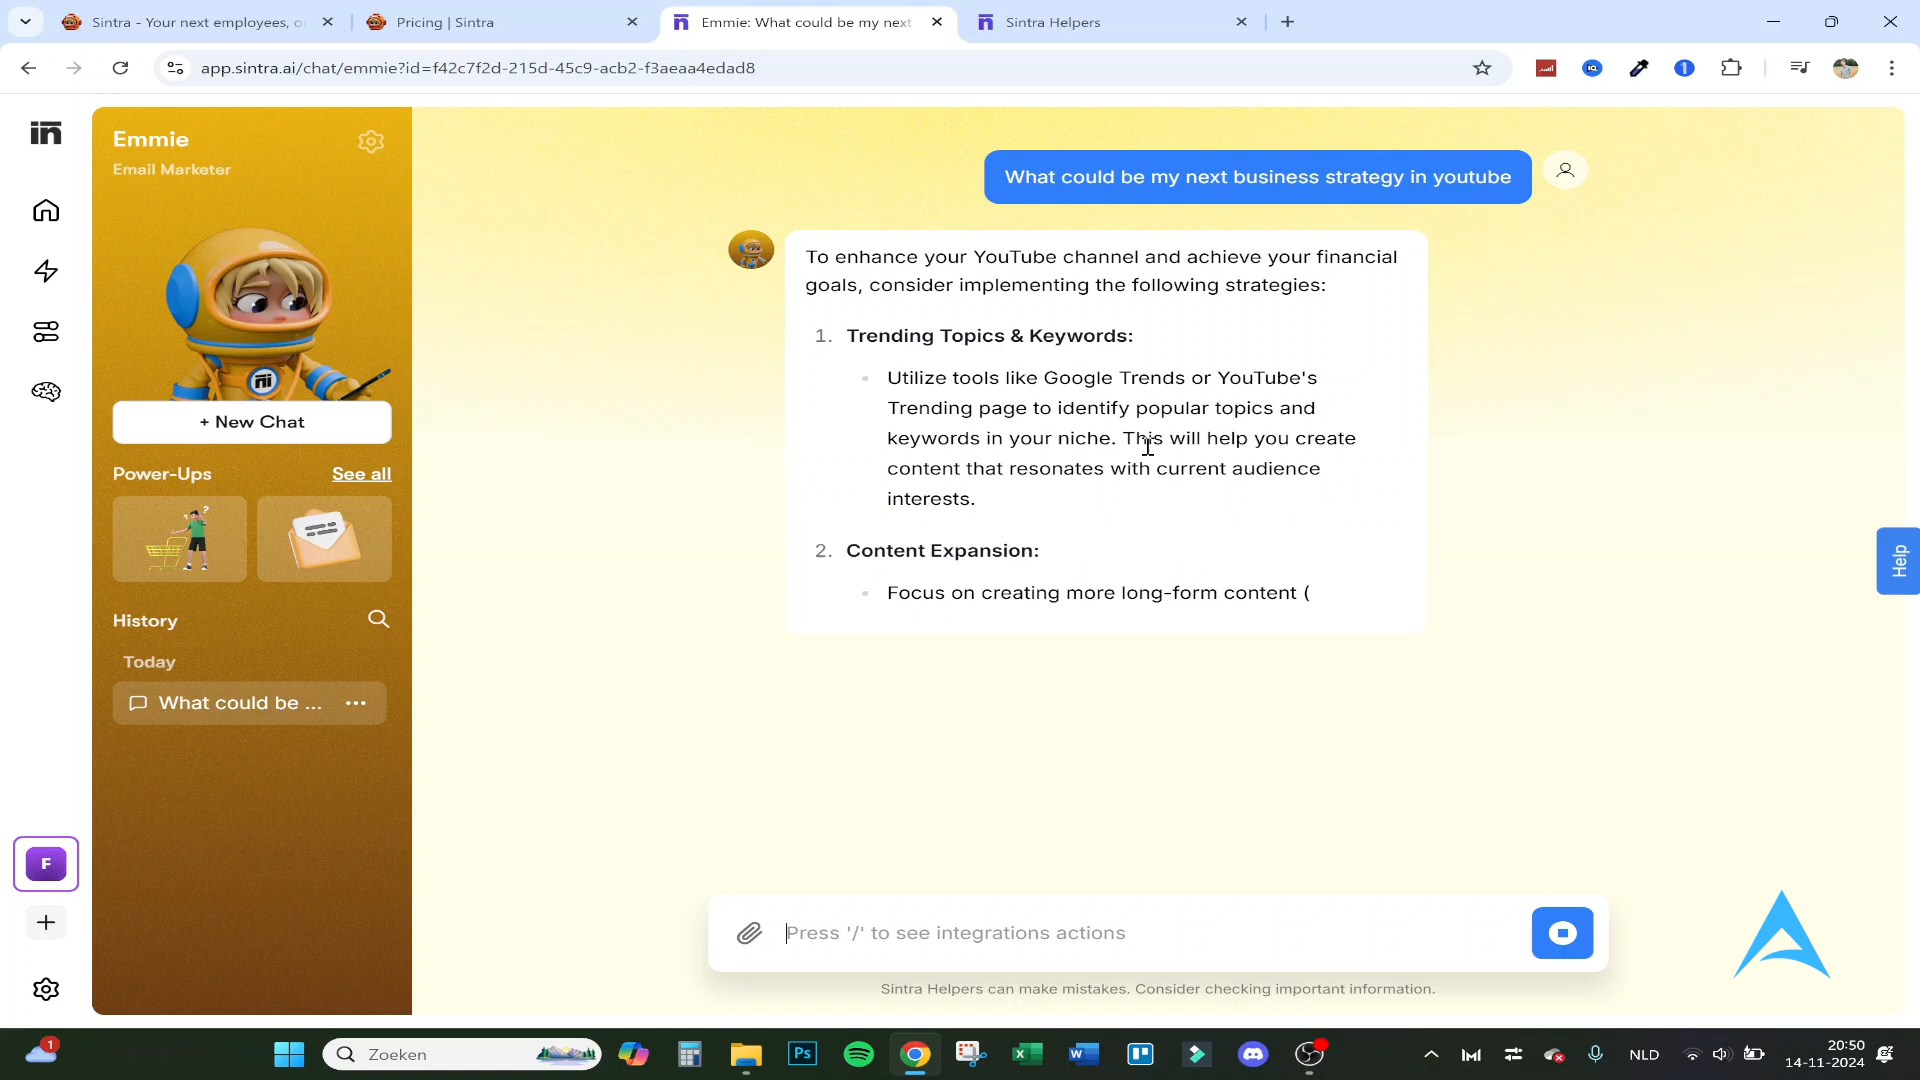 Sintra - Your next employees, o
Pricing | Sintra
Emmie: What could be my next
Sintra Helpers
app.sintra.ai/chat/emmie?id=f42c7f2d-215d-45c9-acb2-f3aeaa4edad8
Emmie
Email Marketer
+ New Chat
Power-Ups
See all
History
Today
What could be ...
F
What could be my next business strategy in youtube
To enhance your YouTube channel and achieve your financial
goals, consider implementing the following strategies:
1. Trending Topics & Keywords:
Utilize tools like Google Trends or YouTube's
Trending page to identify popular topics and
keywords in your niche. This will help you create
content that resonates with current audience
interests.
2. Content Expansion:
Focus on creating more long-form content (
Help
Press '/' to see integrations actions
Sintra Helpers can make mistakes. Consider checking important information.
1
Zoeken
Ps
NLD
20:50
14-11-2024